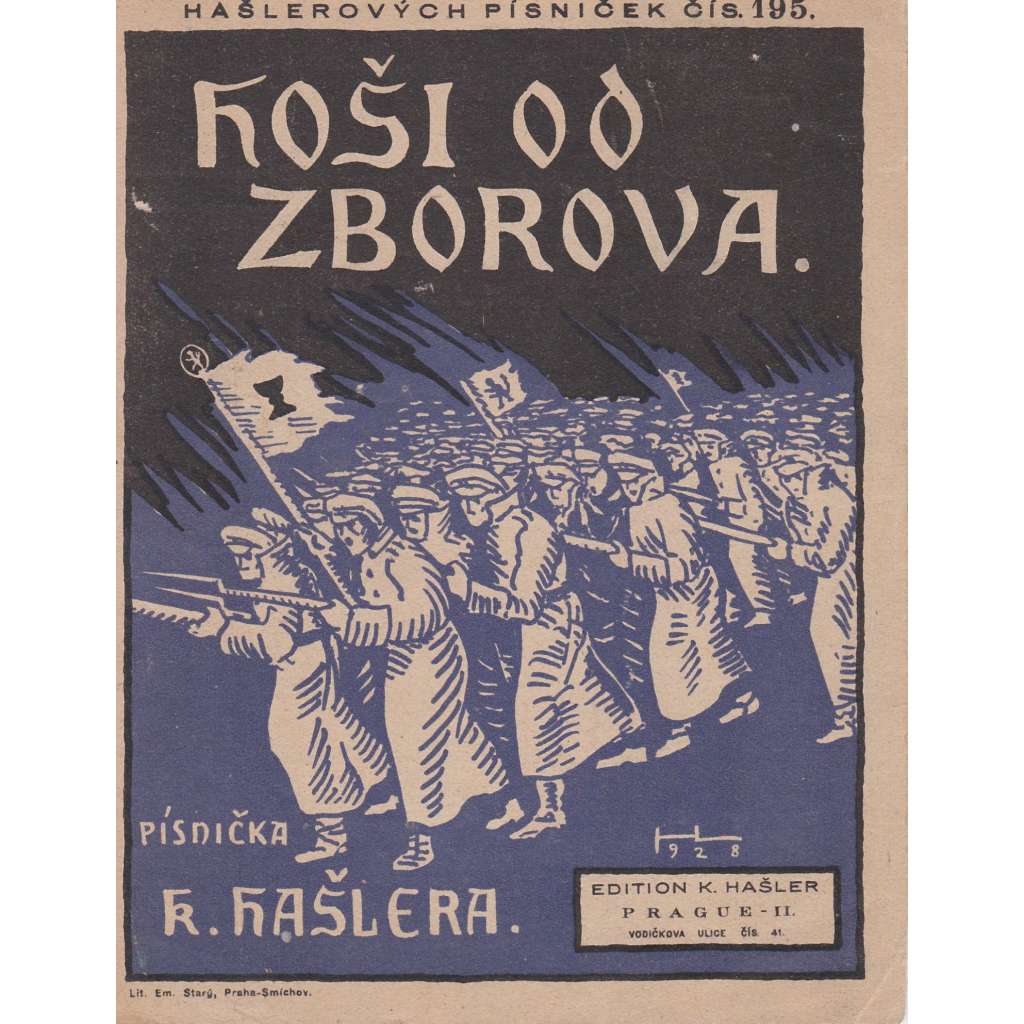 HAŠLEROVÝCH PÍSNIČEK ČÍS. 195.
HOŠI OD
ZBOROVA.
PÍSNIČKA
K. HAŠLERA.
1928
EDITION K. HAŠLER
PRAGUE - II.
VODIČKOVA ULICE ČÍS. 41.
Lit. Em. Starý, Praha-Smíchov.